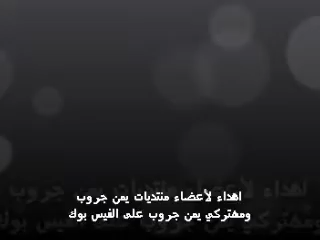 اهداء لأعضاء منتديات يمن جروب
ومشتركي يمن جروب على الفيس بوك